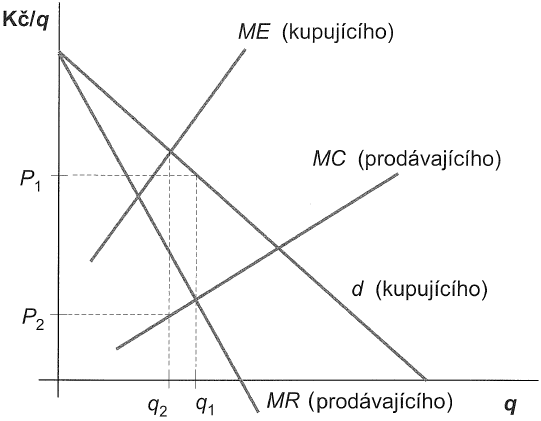 Kč/q
ME (kupujícího)
MC (prodávajícího)
P1
d (kupujícího)
P2
q2
q1
MR (prodávajícího)
q